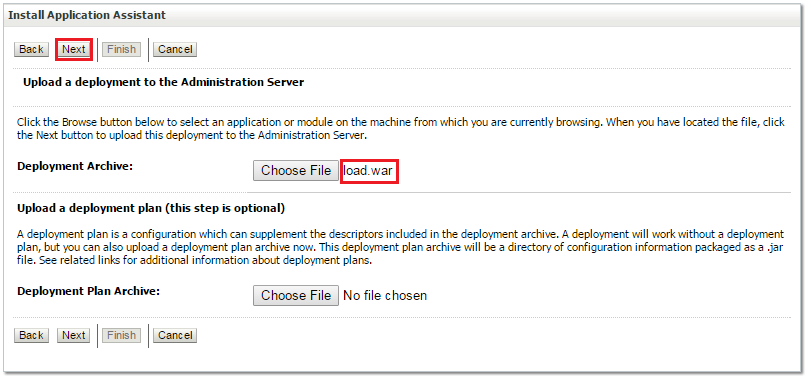 Install Application Assistant
Back Next Finish Cancel
Upload a deployment to the Administration Server
Click the Browse button below to select an application or module on the machine from which you are currently browsing. When you have located the file, click
the Next button to upload this deployment to the Administration Server.
Deployment Archive: Choose File load.war
Upload a deployment plan (this step is optional)
A deployment plan is a configuration which can supplement the descriptors included in the deployment archive. A deployment will work without a deployment
plan, but you can also upload a deployment plan archive now. This deployment plan archive will be a directory of configuration information packaged as a .jar
file. See related links for additional information about deployment plans.
Deployment Plan Archive: Choose File No file chosen
Back Next Finish Cancel